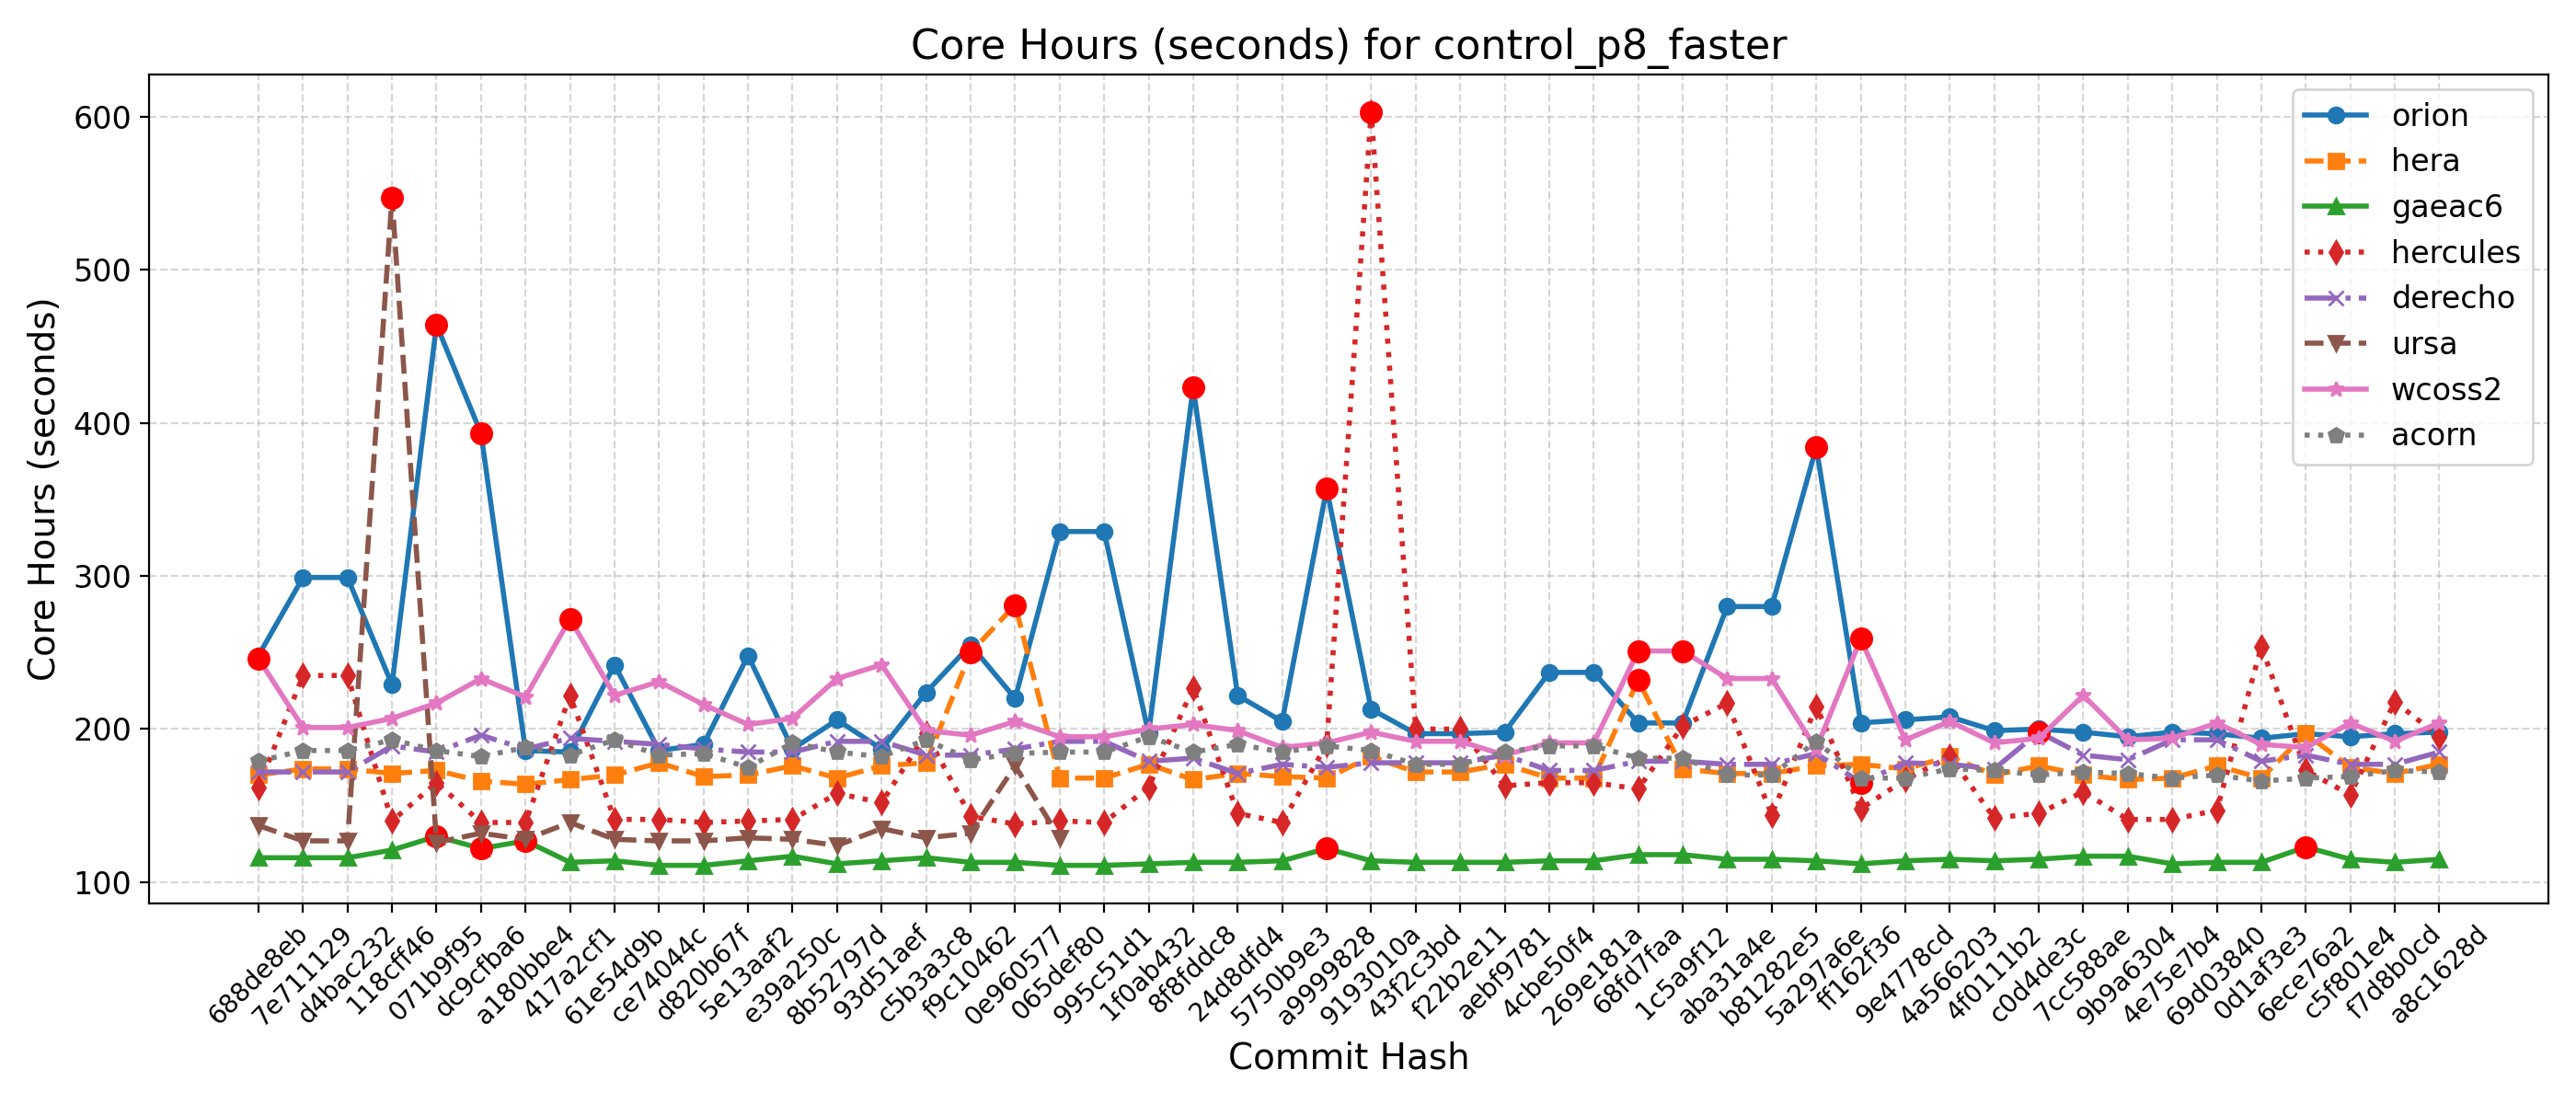 Core Hours (seconds) for control_p8_faster
Core Hours (seconds)
600
500
400
300
200
100
orion
hera
gaeac6
hercules
derecho
ursa
wcoss2
acorn
688de8eb
7e711129
d4bac232
118cff46
071b9f95
dc9cfba6
a180bbe4
417a2cf1
61e54d9b
ce74044c
d820b67f
5e13aaf2
e39a250c
8b52797d
93d51aef
c5b3a3c8
f9c10462
0e960577
065def80
995c51d1
1f0ab432
8f8fddc8
24d8dfd4
5750b9e3
a9999828
9193010a
43f2c3bd
f22b2e11
aebf9781
4cbe50f4
269e181a
68fd7faa
1c5a9f12
aba31a4e
b81282e5
5a297a6e
ff162f36
9e4778cd
4a566203
4f0111b2
c0d4de3c
7cc588ae
9b9a6304
4e75e7b4
69d03840
0d1af3e3
6ece76a2
c5f801e4
f7d8b0cd
a8c1628d
Commit Hash